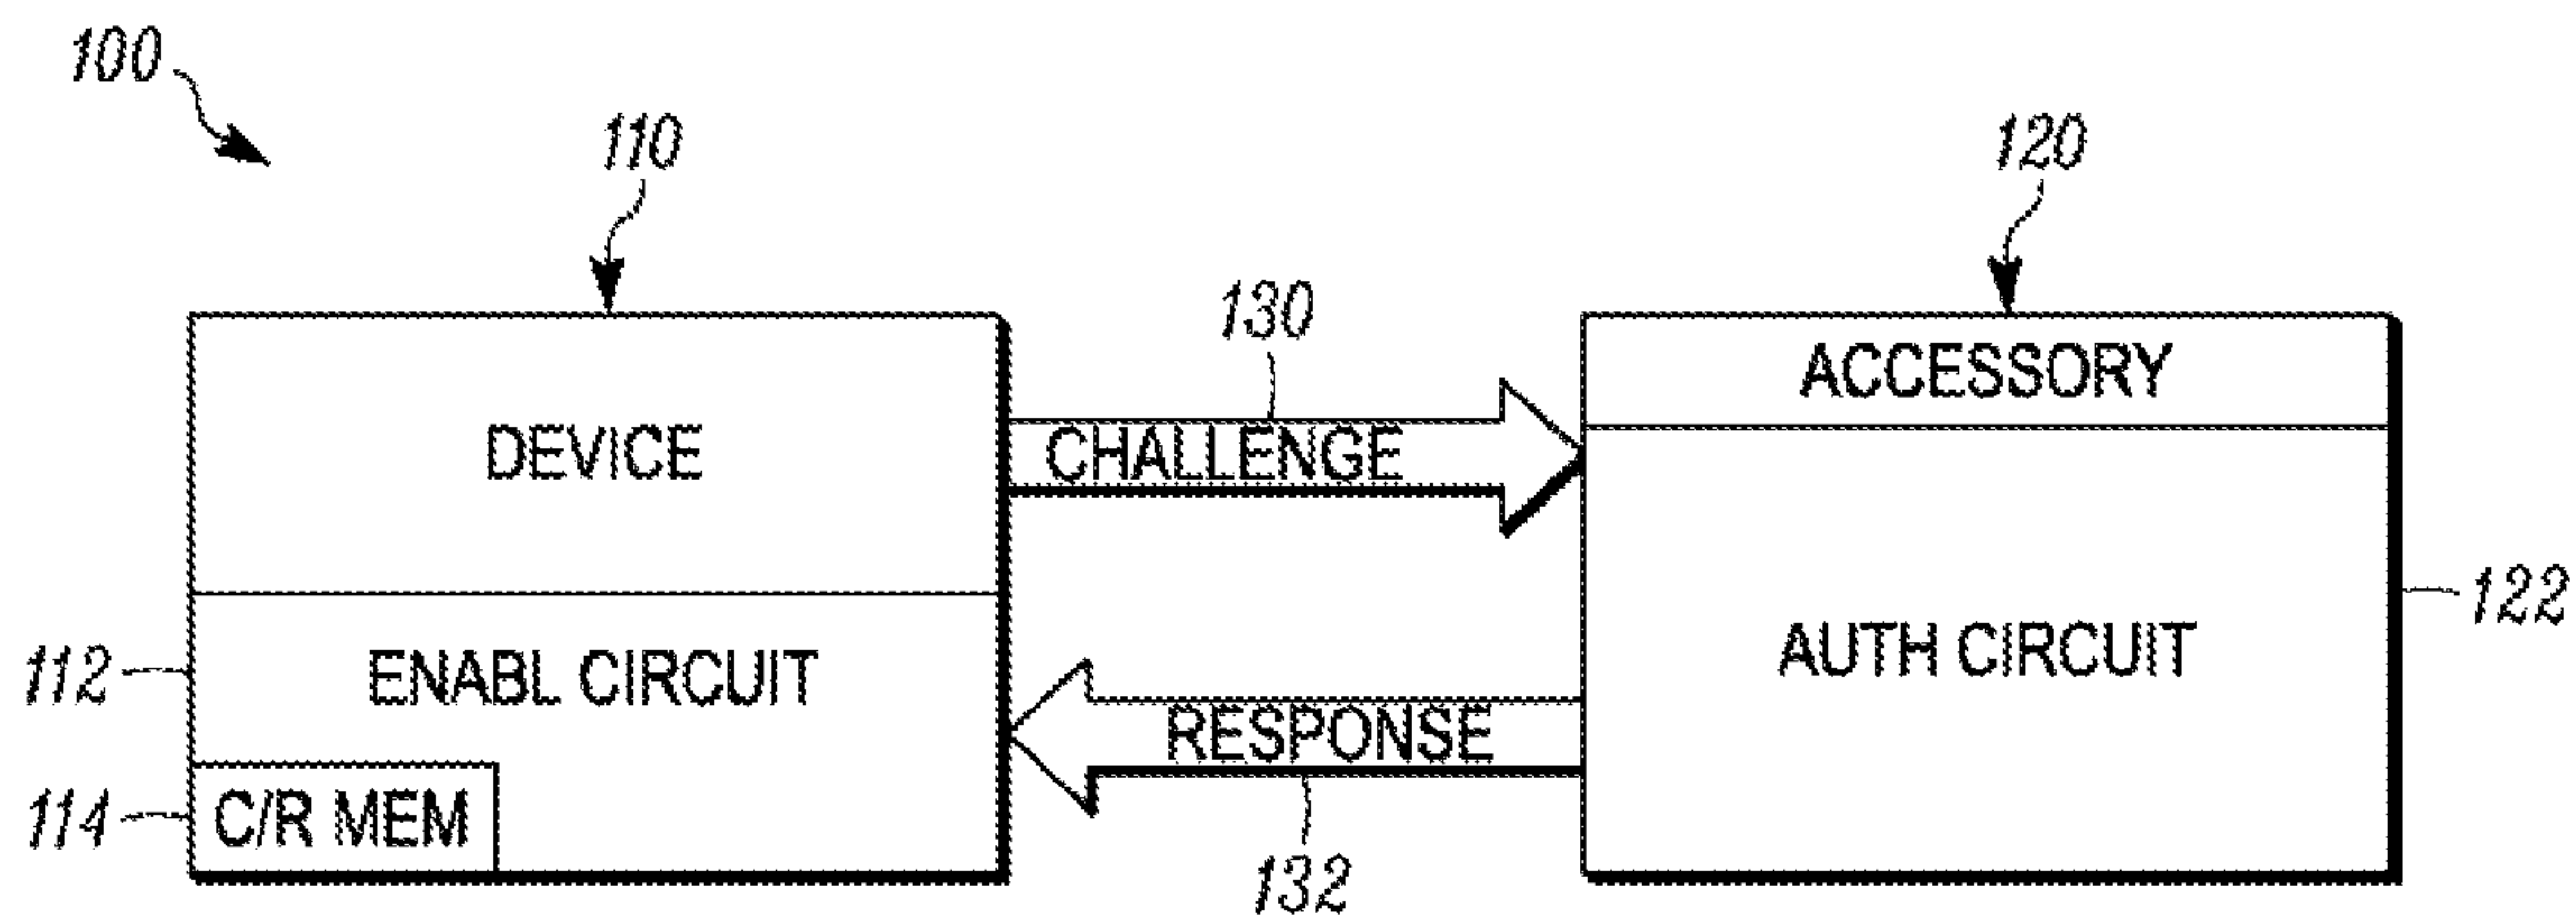 100
110
120
130
DEVICE
CHALLENGE
ACCESSORY
112
ENABL CIRCUIT
AUTH CIRCUIT
122
RESPONSE
114
C/R MEM
132